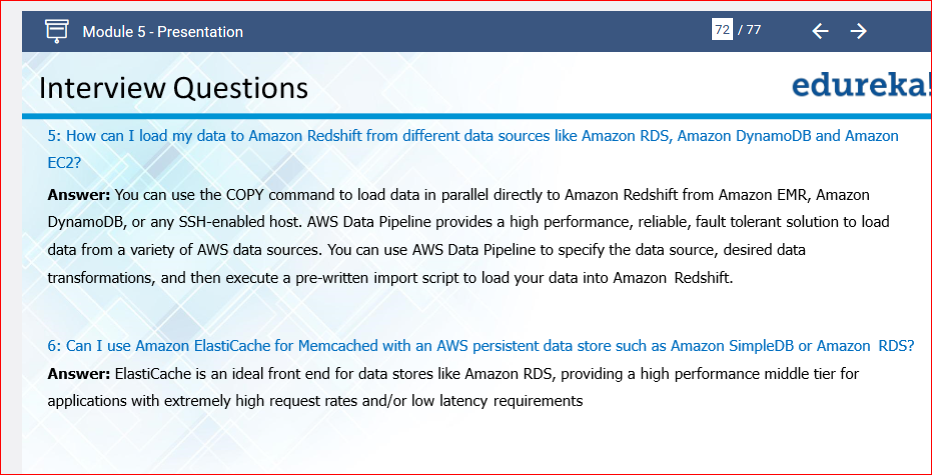 Module 5 - Presentation
72 / 77
Interview Questions
edureka!
5: How can I load my data to Amazon Redshift from different data sources like Amazon RDS, Amazon DynamoDB and Amazon
EC2?
Answer: You can use the COPY command to load data in parallel directly to Amazon Redshift from Amazon EMR, Amazon
DynamoDB, or any SSH-enabled host. AWS Data Pipeline provides a high performance, reliable, fault tolerant solution to load
data from a variety of AWS data sources. You can use AWS Data Pipeline to specify the data source, desired data
transformations, and then execute a pre-written import script to load your data into Amazon Redshift.
6: Can I use Amazon ElastiCache for Memcached with an AWS persistent data store such as Amazon SimpleDB or Amazon RDS?
Answer: ElastiCache is an ideal front end for data stores like Amazon RDS, providing a high performance middle tier for
applications with extremely high request rates and/or low latency requirements